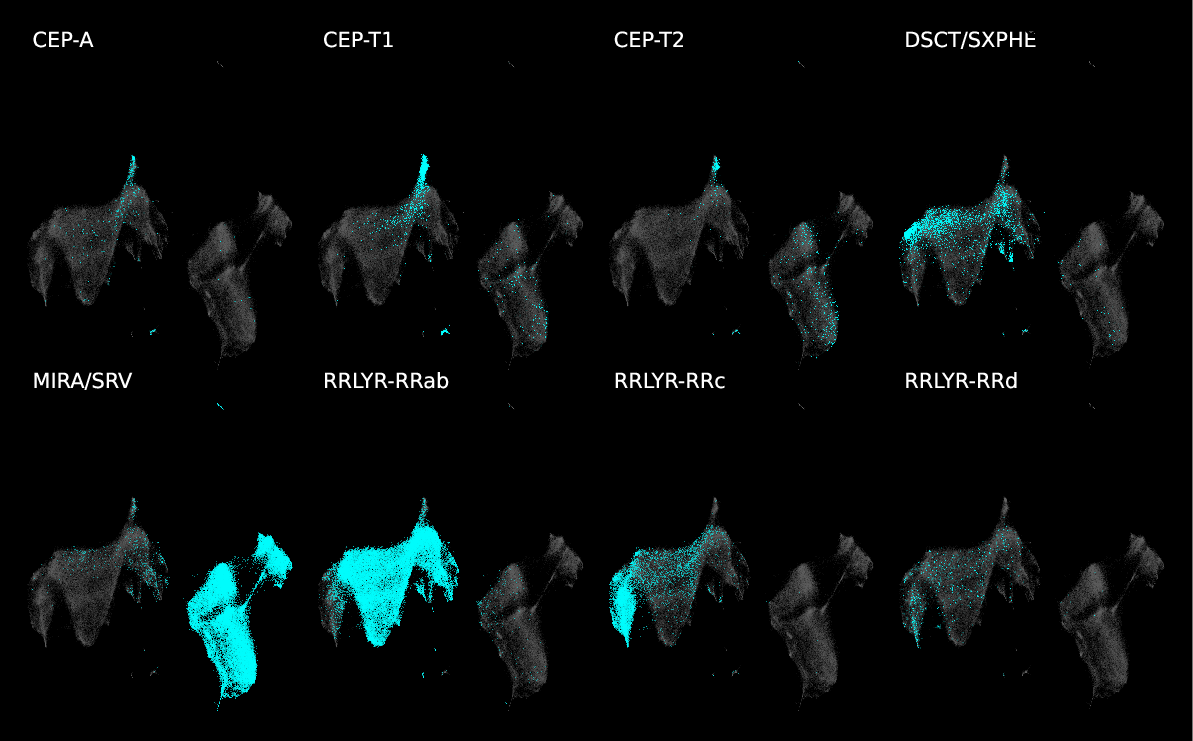 CEP-A
CEP-T1
CEP-T2
DSCT/SXPHE
MIRA/SRV
RRLYR-RRab
RRLYR-RRc
RRLYR-RRd